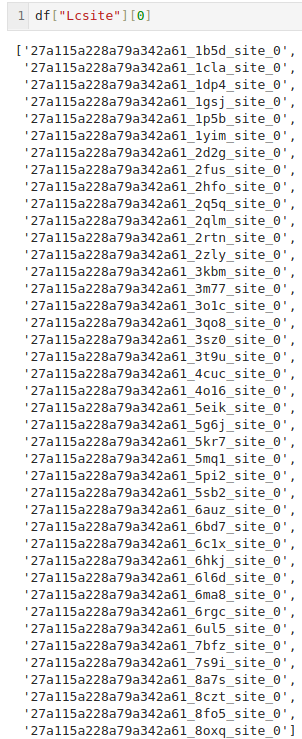 1 df["Lcsite"][0]
['27a115a228a79a342a61_1b5d_site_0',
'27a115a228a79a342a61_1cla_site_0',
'27a115a228a79a342a61_1dp4_site_0',
'27a115a228a79a342a61_1gsj_site_0',
'27a115a228a79a342a61_1p5b_site_0',
'27a115a228a79a342a61_1yim_site_0',
'27a115a228a79a342a61_2d2g_site_0',
'27a115a228a79a342a61_2fus_site_0',
'27a115a228a79a342a61_2hfo_site_0',
'27a115a228a79a342a61_2q5q_site_0',
'27a115a228a79a342a61_2qlm_site_0',
'27a115a228a79a342a61_2rtn_site_0',
'27a115a228a79a342a61_2zly_site_0',
'27a115a228a79a342a61_3kbm_site_0',
'27a115a228a79a342a61_3m77_site_0',
'27a115a228a79a342a61_3o1c_site_0',
'27a115a228a79a342a61_3qo8_site_0',
'27a115a228a79a342a61_3sz0_site_0',
'27a115a228a79a342a61_3t9u_site_0',
'27a115a228a79a342a61_4cuc_site_0',
'27a115a228a79a342a61_4o16_site_0',
'27a115a228a79a342a61_5eik_site_0',
'27a115a228a79a342a61_5g6j_site_0',
'27a115a228a79a342a61_5kr7_site_0',
'27a115a228a79a342a61_5mq1_site_0',
'27a115a228a79a342a61_5pi2_site_0',
'27a115a228a79a342a61_5sb2_site_0',
'27a115a228a79a342a61_6auz_site_0',
'27a115a228a79a342a61_6bd7_site_0',
'27a115a228a79a342a61_6c1x_site_0',
'27a115a228a79a342a61_6hkj_site_0',
'27a115a228a79a342a61_6l6d_site_0',
'27a115a228a79a342a61_6ma8_site_0',
'27a115a228a79a342a61_6rgc_site_0',
'27a115a228a79a342a61_6ul5_site_0',
'27a115a228a79a342a61_7bfz_site_0',
'27a115a228a79a342a61_7s9i_site_0',
'27a115a228a79a342a61_8a7s_site_0',
'27a115a228a79a342a61_8czt_site_0',
'27a115a228a79a342a61_8fo5_site_0',
'27a115a228a79a342a61_8oxq_site_0']